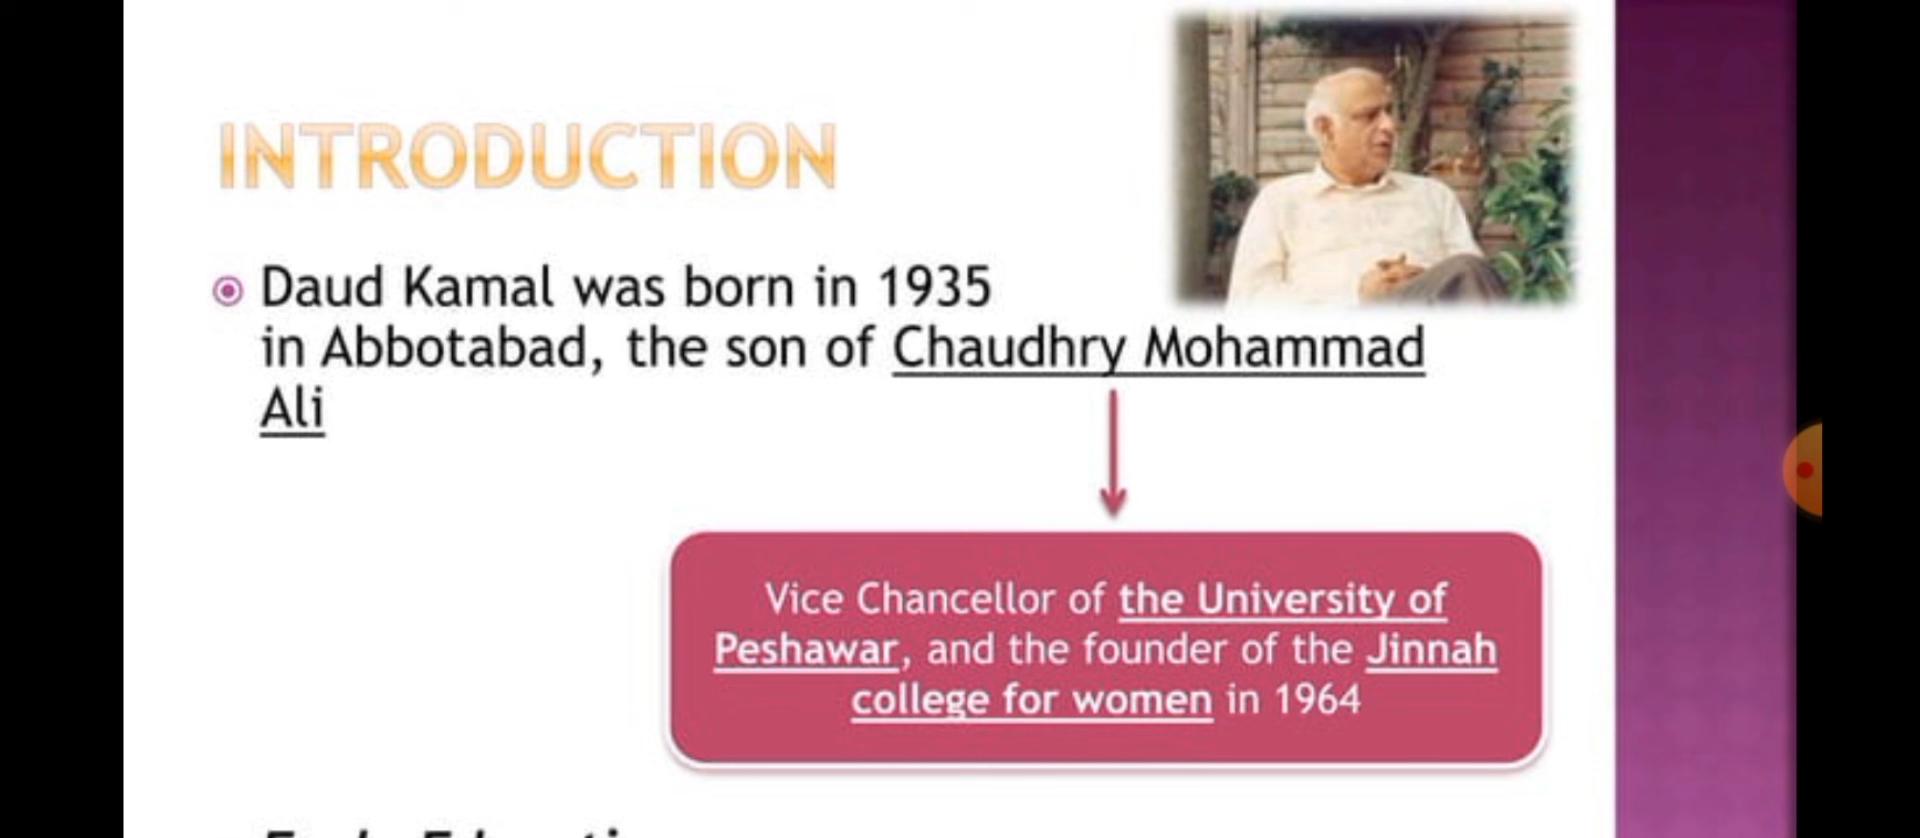 INTRODUCTION
Daud Kamal was born in 1935
in Abbotabad, the son of Chaudhry Mohammad
Ali
Vice Chancellor of the University of
Peshawar, and the founder of the Jinnah
college for women in 1964